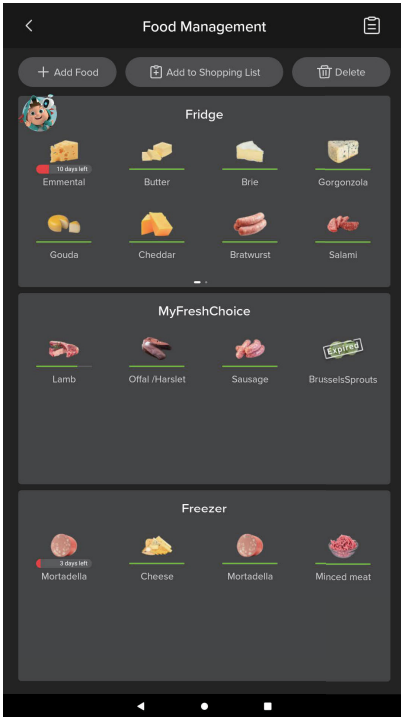 Food Management
Add Food
Add to Shopping List
Delete
Fridge
10 days left
Emmental
Butter
Brie
Gorgonzola
Gouda
Cheddar
Bratwurst
Salami
MyFreshChoice
Expired
Lamb
Offal /Harslet
Sausage
BrusselsSprouts
Freezer
3 days left
Mortadella
Cheese
Mortadella
Minced meat